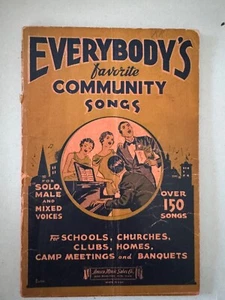 EVERYBODY'S
favorite
COMMUNITY
SONGS
FOR
SOLO,
MALE
AND
MIXED
VOICES
OVER
150
SONGS
For SCHOOLS, CHURCHES,
CLUBS, HOMES,
CAMP MEETINGS and BANQUETS